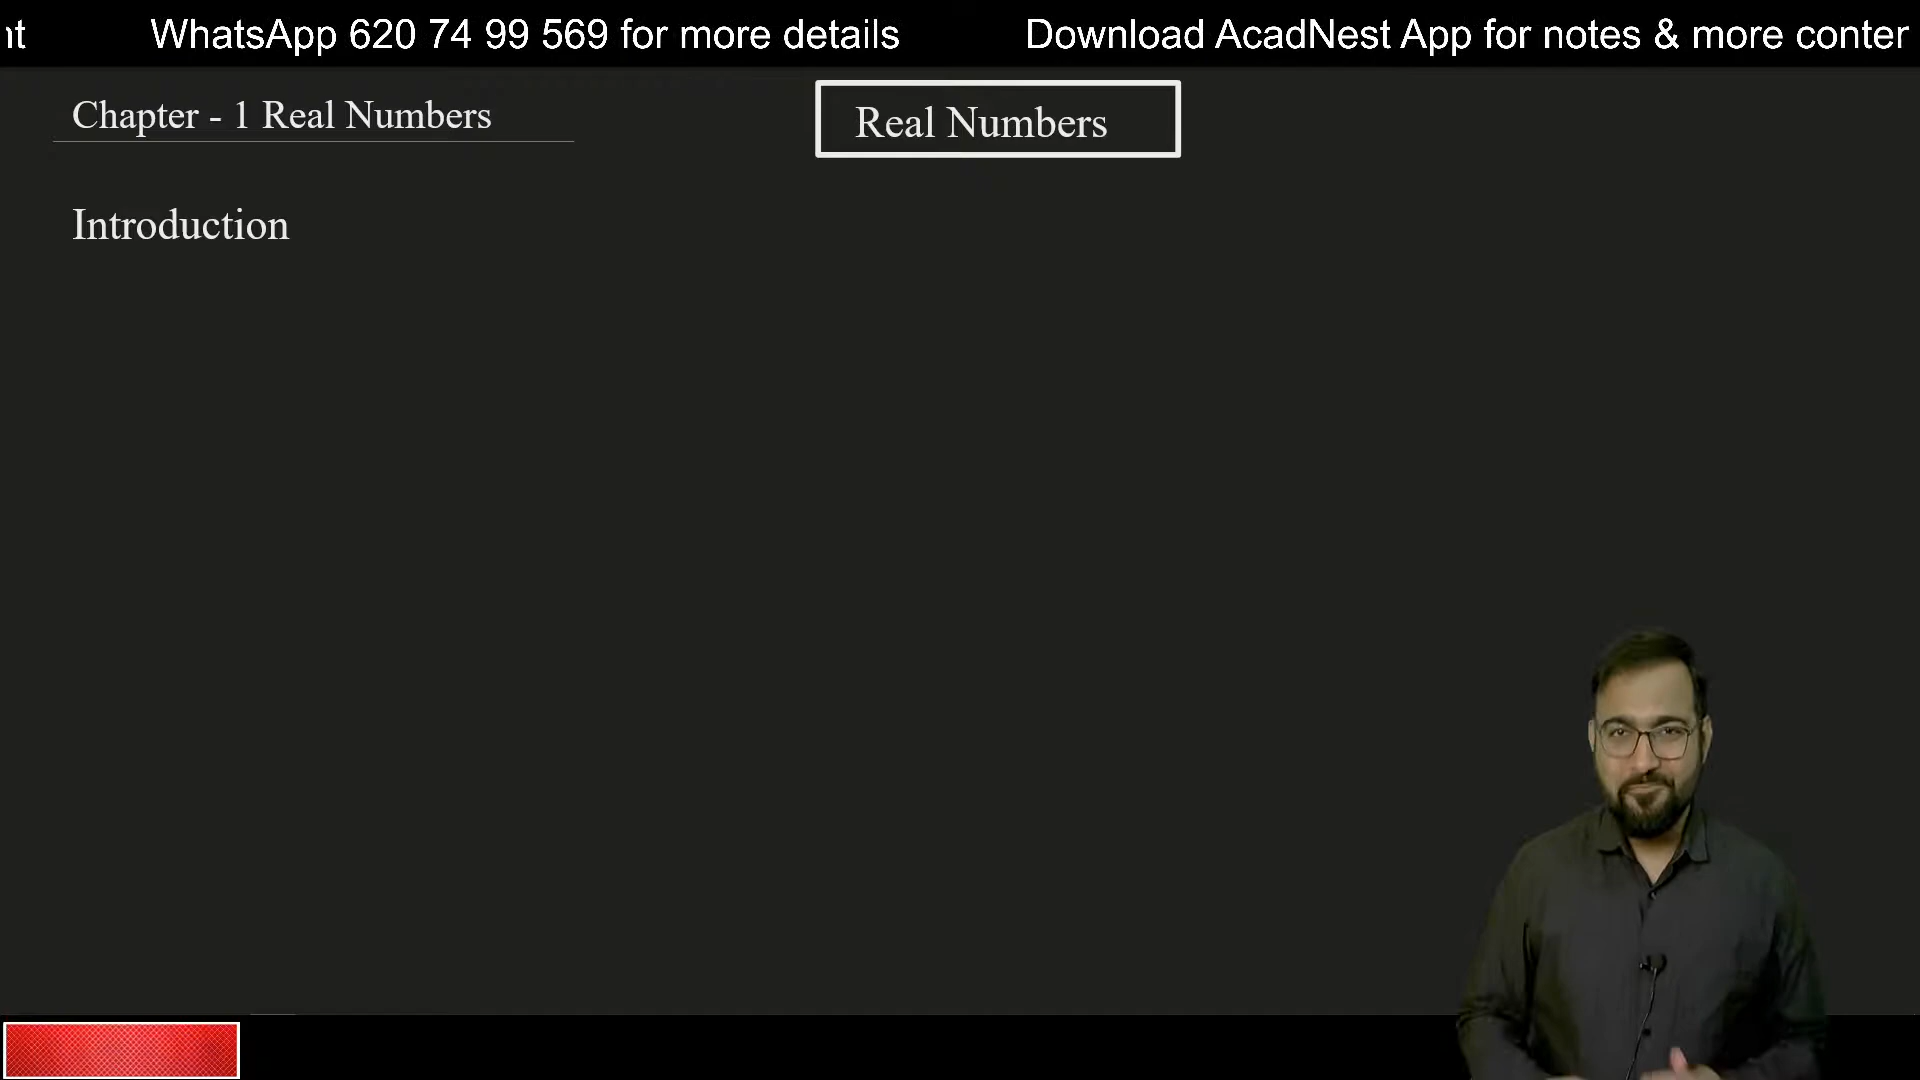 nt WhatsApp 620 74 99 569 for more details Download AcadNest App for notes & more conter
Chapter - 1 Real Numbers
Real Numbers
Introduction